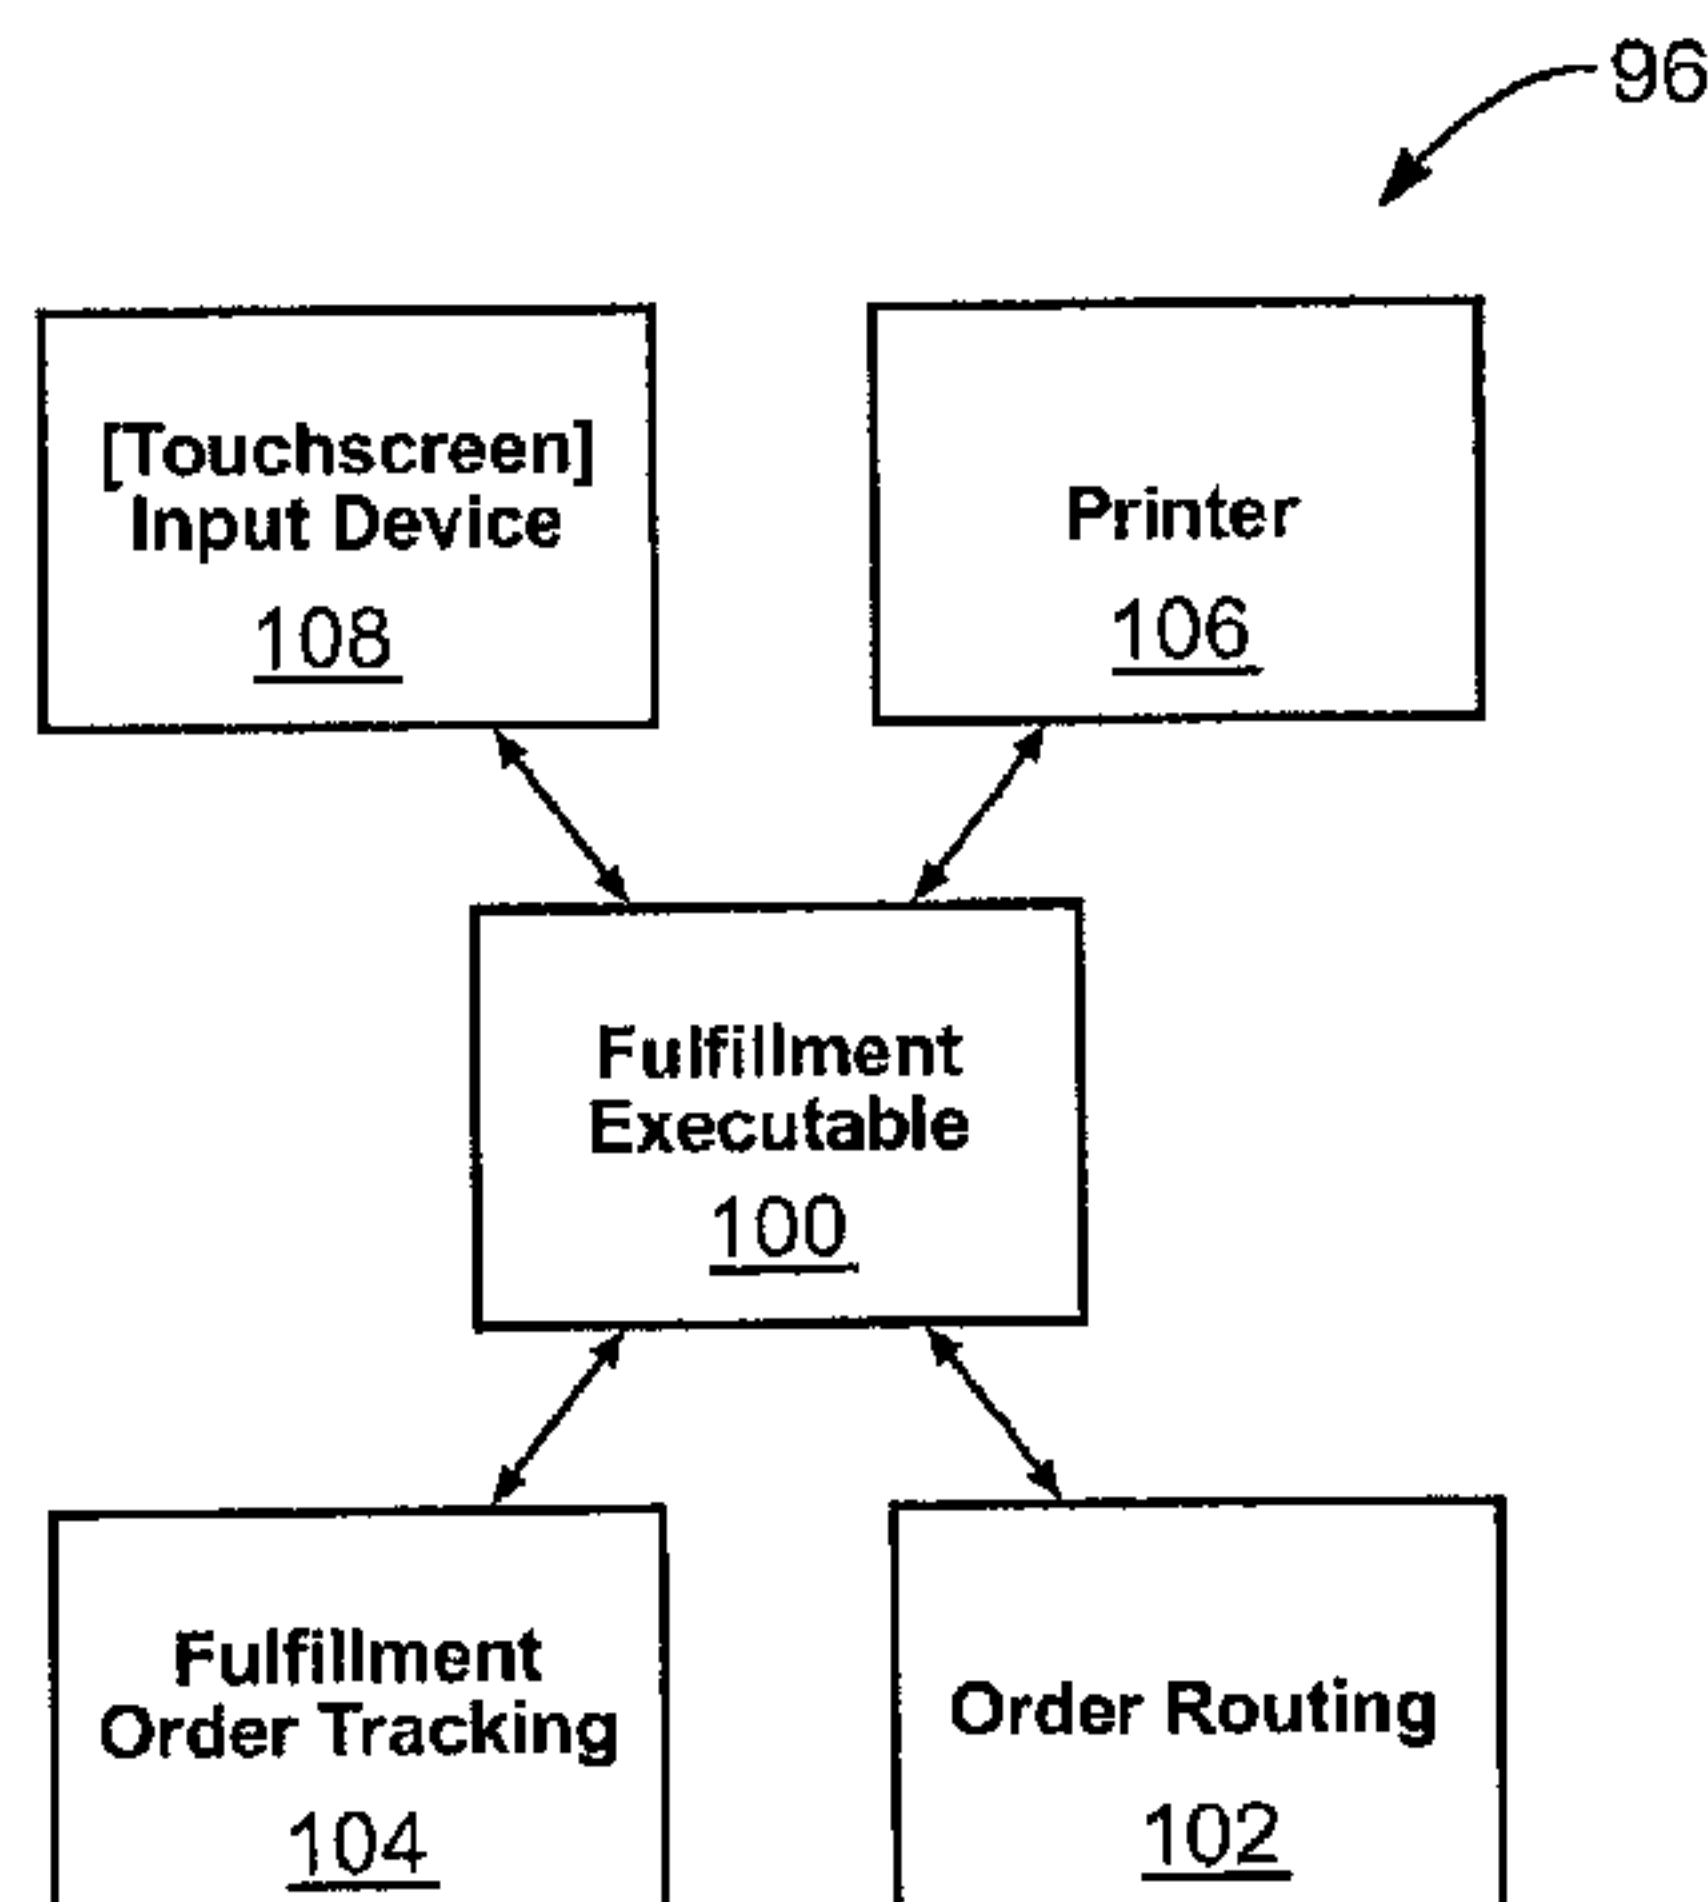 96
[Touchscreen]
Input Device
108
Printer
106
Fulfillment
Executable
100
Fulfillment
Order Tracking
104
Order Routing
102